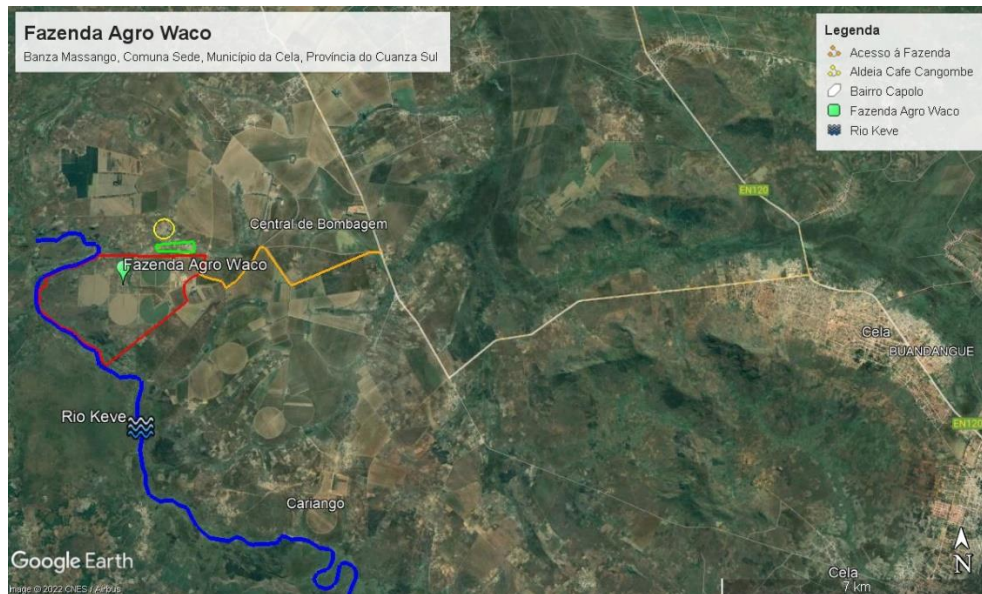 Fazenda Agro Waco
Banza Massango, Comuna Sede, Município da Cela, Província do Cuanza Sul
Legenda
Acesso à Fazenda
Aldeia Cafe Cangombe
Bairro Capolo
Fazenda Agro Waco
Rio Keve
EN120
Central de Bombagem
Fazenda Agro Waco
Cela
BUANDANGUE
Rio Keve
EN120
Cariango
N
Google Earth
Cela
Image © 2022 CNES / Airbus
7 km